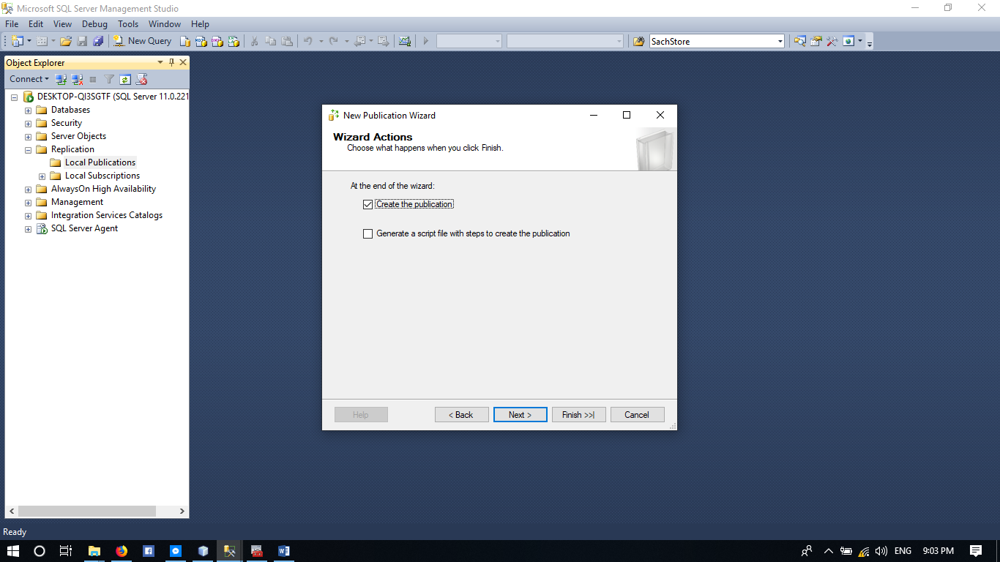 Microsoft SQL Server Management Studio
File Edit View Debug Tools Window Help
New Query MDX DMX XMLA SachStore
Object Explorer
Connect
DESKTOP-QI3SGTF (SQL Server 11.0.221
Databases
Security
Server Objects
Replication
Local Publications
Local Subscriptions
AlwaysOn High Availability
Management
Integration Services Catalogs
SQL Server Agent
New Publication Wizard
Wizard Actions
Choose what happens when you click Finish.
At the end of the wizard:
Create the publication
Generate a script file with steps to create the publication
Help < Back Next > Finish >>| Cancel
Ready
ENG 9:03 PM